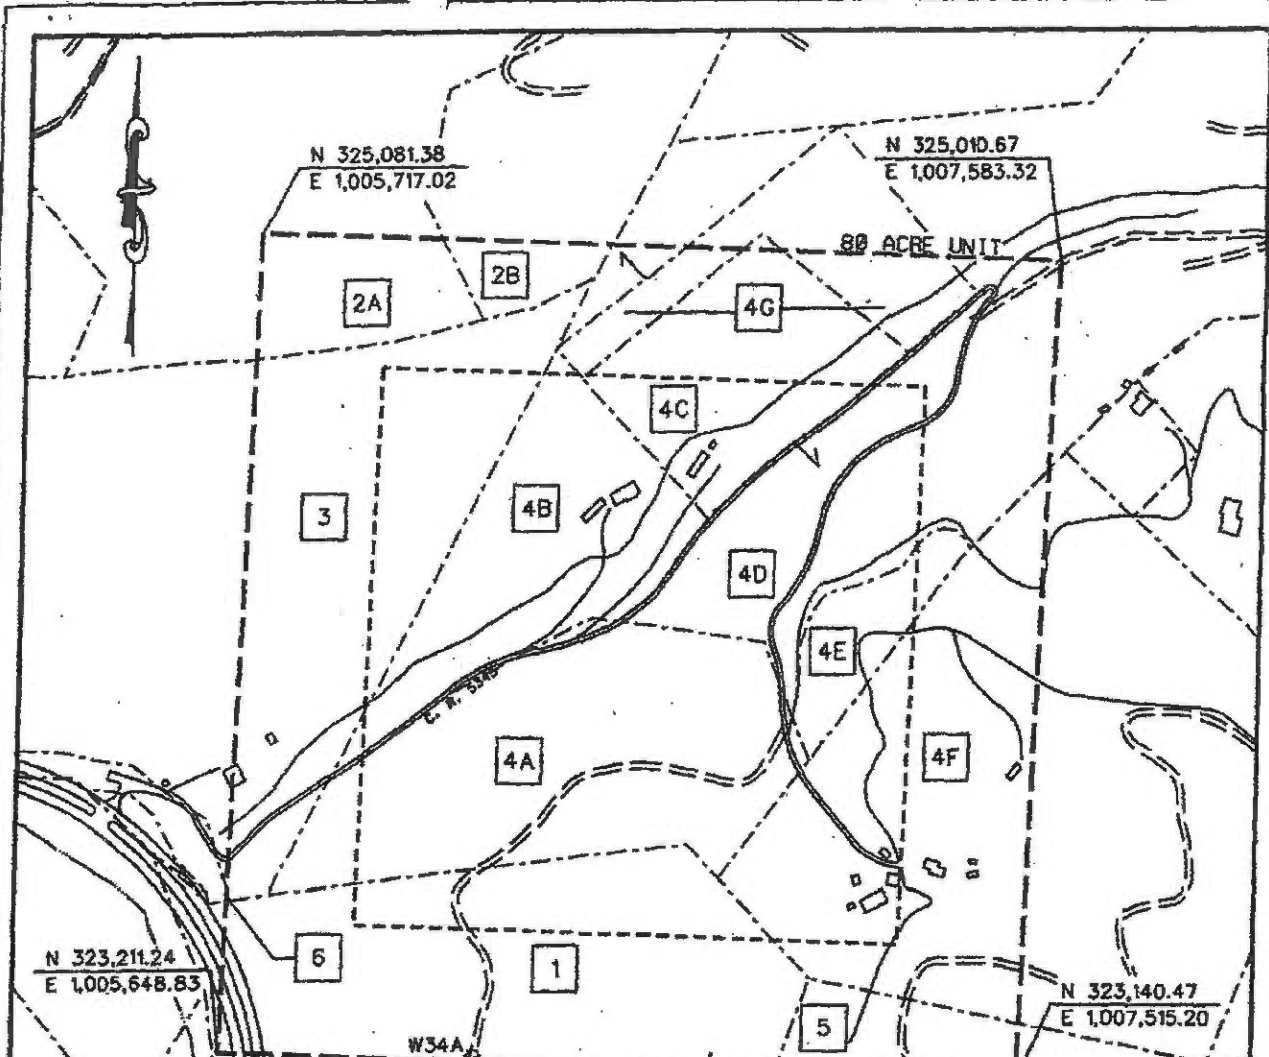 N 325,081.38
E 1,005,717.02
N 325,010.67
E 1,007,583.32
80 ACRE UNIT
2B
2A
4G
4C
3
4B
4D
4E
C. R. 5345
4A
4F
N 323,211.24
E 1,005,648.83
6
1
N 323,140.47
E 1,007,515.20
5
W34A